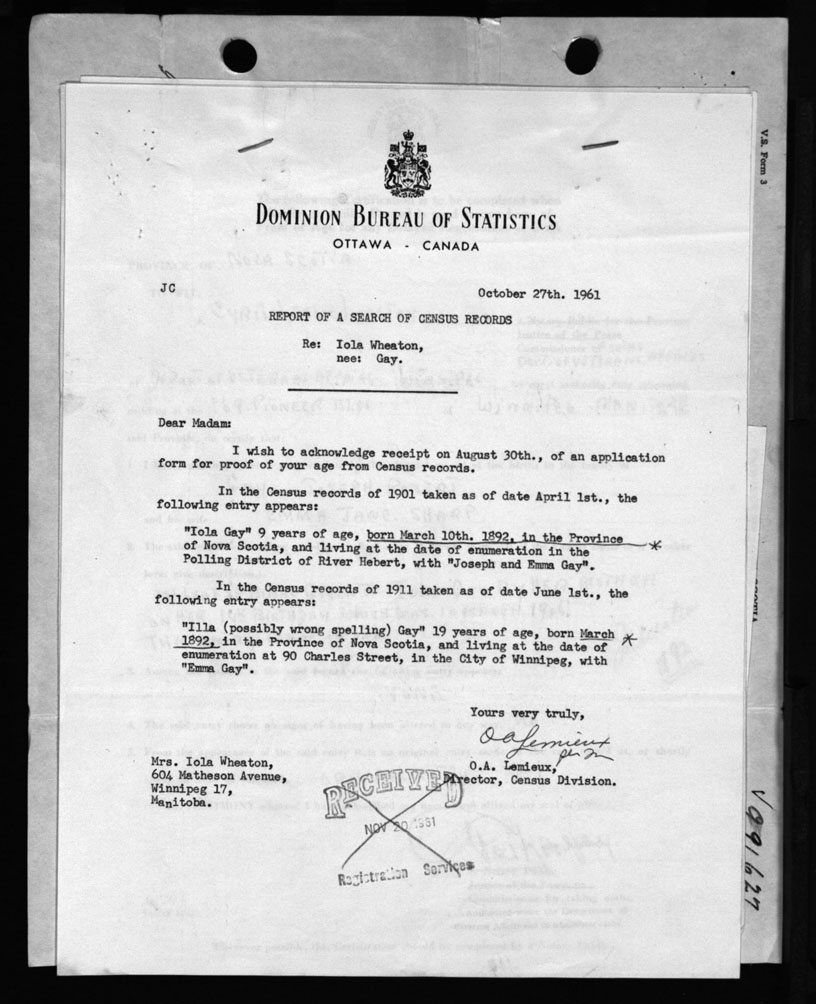 V.S. Form 3
DOMINION BUREAU OF STATISTICS
OTTAWA - CANADA
JC
October 27th. 1961
REPORT OF A SEARCH OF CENSUS RECORDS
Re: Iola Wheaton,
nee: Gay.
Dear Madam:
I wish to acknowledge receipt on August 30th., of an application
form for proof of your age from Census records.
In the Census records of 1901 taken as of date April 1st., the
following entry appears:
"Iola Gay" 9 years of age, born March 10th. 1892, in the Province *
of Nova Scotia, and living at the date of enumeration in the
Polling District of River Hebert, with "Joseph and Emma Gay".
In the Census records of 1911 taken as of date June 1st., the
following entry appears:
"Illa (possibly wrong spelling) Gay" 19 years of age, born March *
1892, in the Province of Nova Scotia, and living at the date of
enumeration at 90 Charles Street, in the City of Winnipeg, with
"Emma Gay".
Yours very truly,
OALemieux
O.A. Lemieux,
Director, Census Division.
Mrs. Iola Wheaton,
604 Matheson Avenue,
Winnipeg 17,
Manitoba.
RECEIVED
NOV 20 1961
Registration Services
V091627